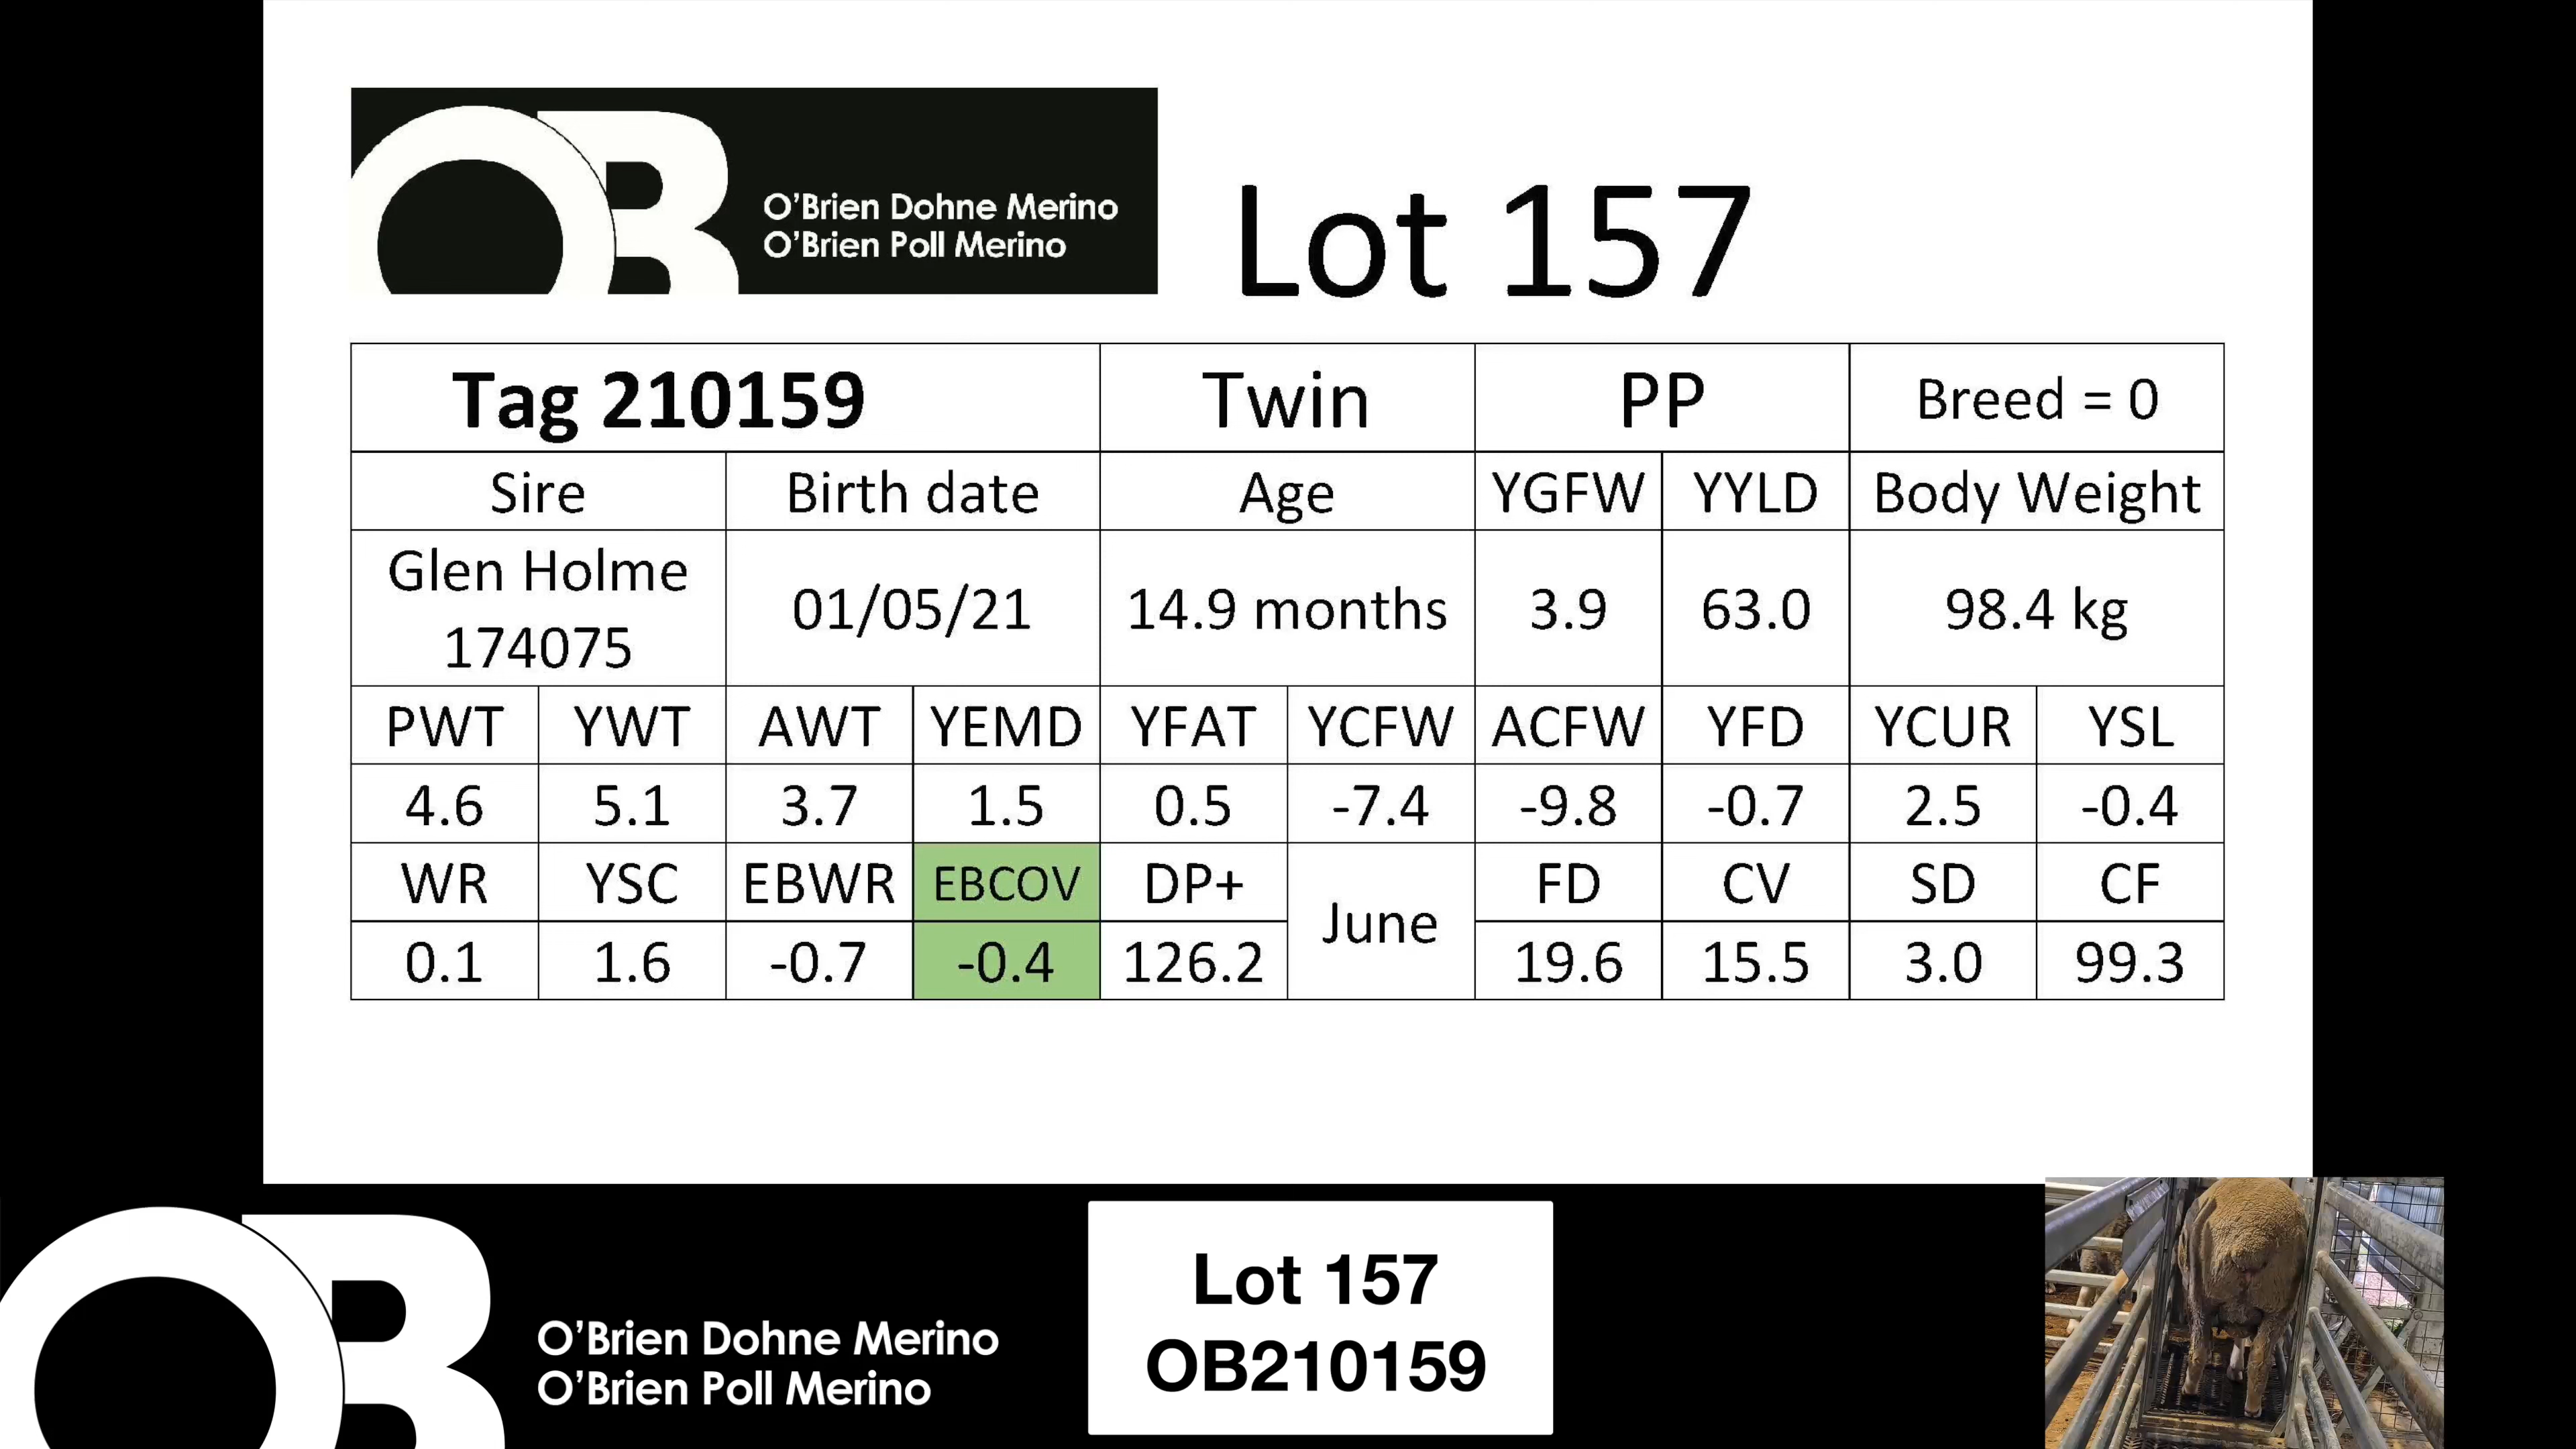 OB
O'Brien Dohne Merino
O'Brien Poll Merino
Lot 157
Tag 210159 Twin PP Breed = 0
Sire Birth date Age YGFW YYLD Body Weight
Glen Holme
174075 01/05/21 14.9 months 3.9 63.0 98.4 kg
PWT YWT AWT YEMD YFAT YCFW ACFW YFD YCUR YSL
4.6 5.1 3.7 1.5 0.5 -7.4 -9.8 -0.7 2.5 -0.4
WR YSC EBWR EBCOV DP+ June FD CV SD CF
0.1 1.6 -0.7 -0.4 126.2 19.6 15.5 3.0 99.3
OB
O'Brien Dohne Merino
O'Brien Poll Merino
Lot 157
OB210159